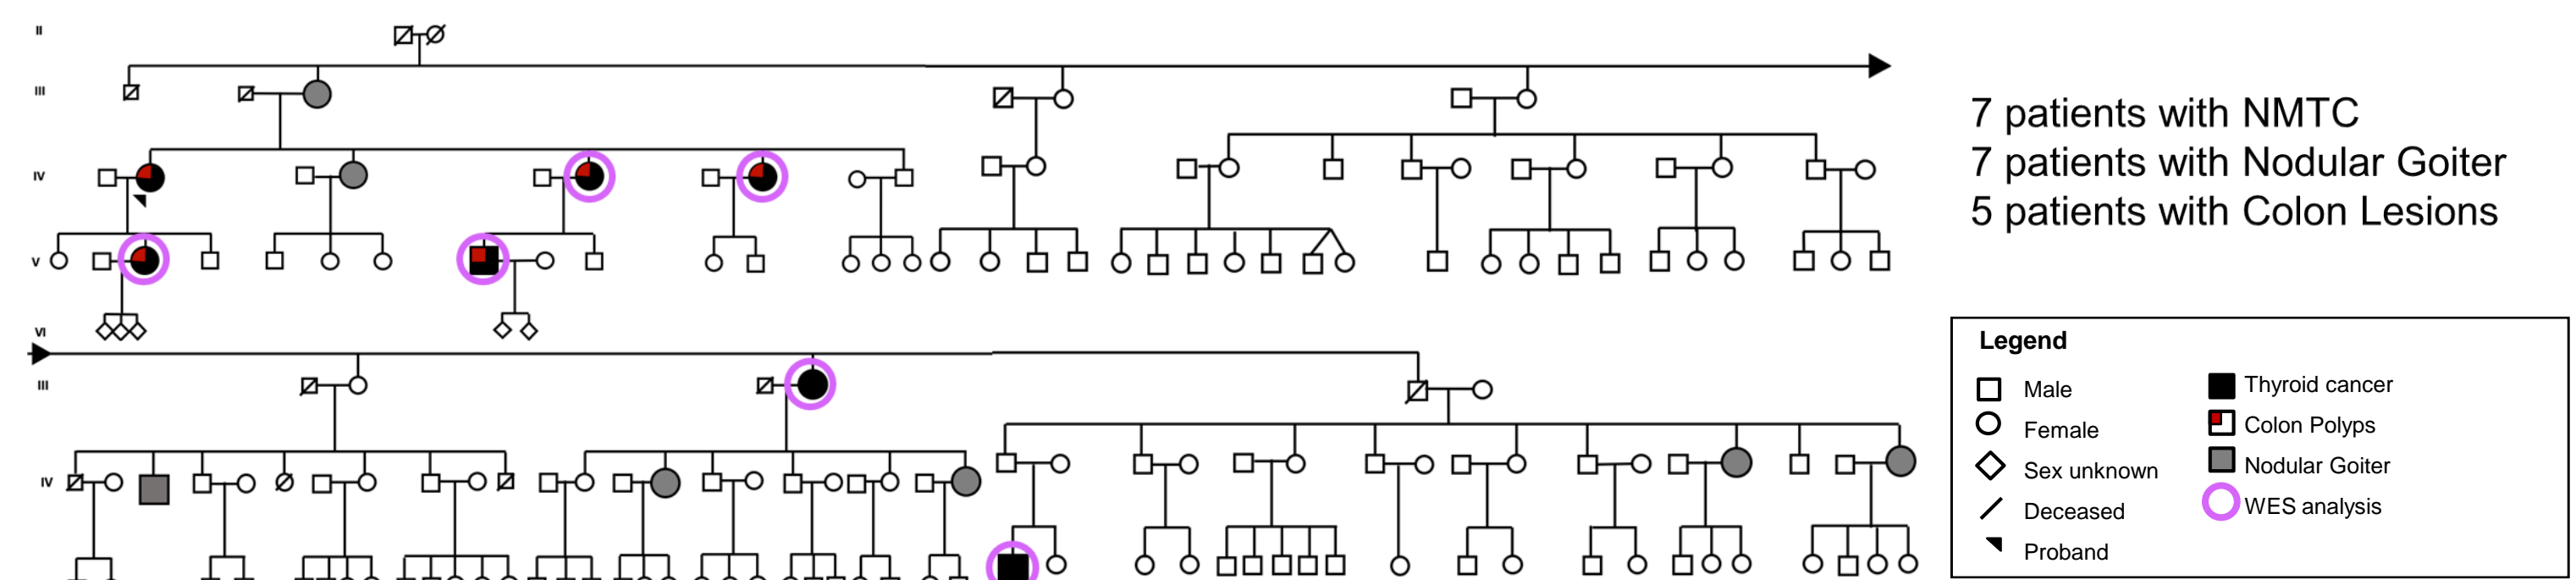 II
III
IV
V
VI
III
IV
7 patients with NMTC
7 patients with Nodular Goiter
5 patients with Colon Lesions
Legend
Male
Female
Sex unknown
Deceased
Proband
Thyroid cancer
Colon Polyps
Nodular Goiter
WES analysis